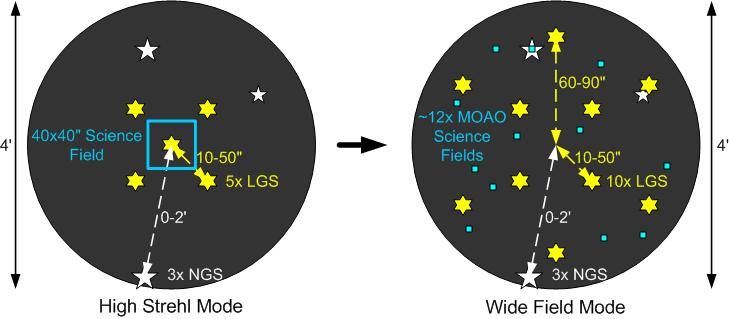 4'
40x40" Science
Field
10-50"
5x LGS
0-2'
3x NGS
High Strehl Mode
60-90"
~12x MOAO
Science
Fields
10-50"
10x LGS
0-2'
3x NGS
4'
Wide Field Mode